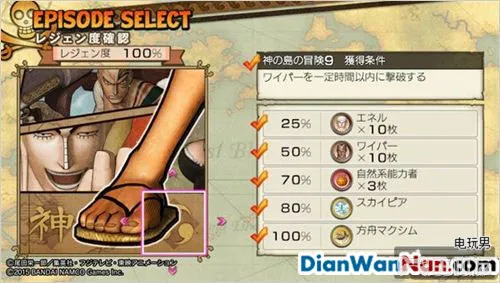 EPISODE SELECT
レジェンド度確認
レジェンド度 100%
神の島の冒険9 獲得条件
ワイパーを一定時間以内に撃破する
25% エネル
×10枚
50% ワイパー
×10枚
70% 自然系能力者
×3枚
80% スカイピア
100% 方舟マクシム
神
©尾田栄一郎/集英社・フジテレビ・東映アニメーション
©2015 BANDAI NAMCO Games Inc.
电玩男
DianWanNan.com